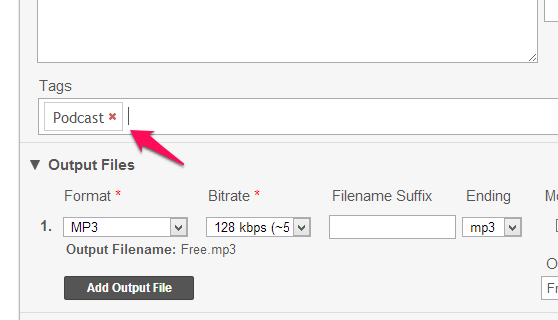 Tags
Podcast ×
▼ Output Files
Format * Bitrate * Filename Suffix Ending
1. MP3 128 kbps (~5 mp3
Output Filename: Free.mp3
Add Output File